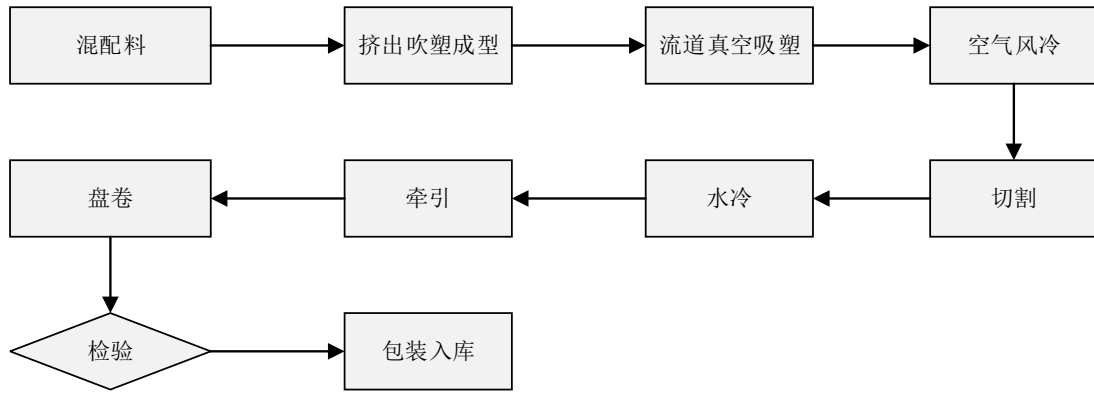 混配料
挤出吹塑成型
流道真空吸塑
空气风冷
切割
水冷
牵引
盘卷
检验
包装入库